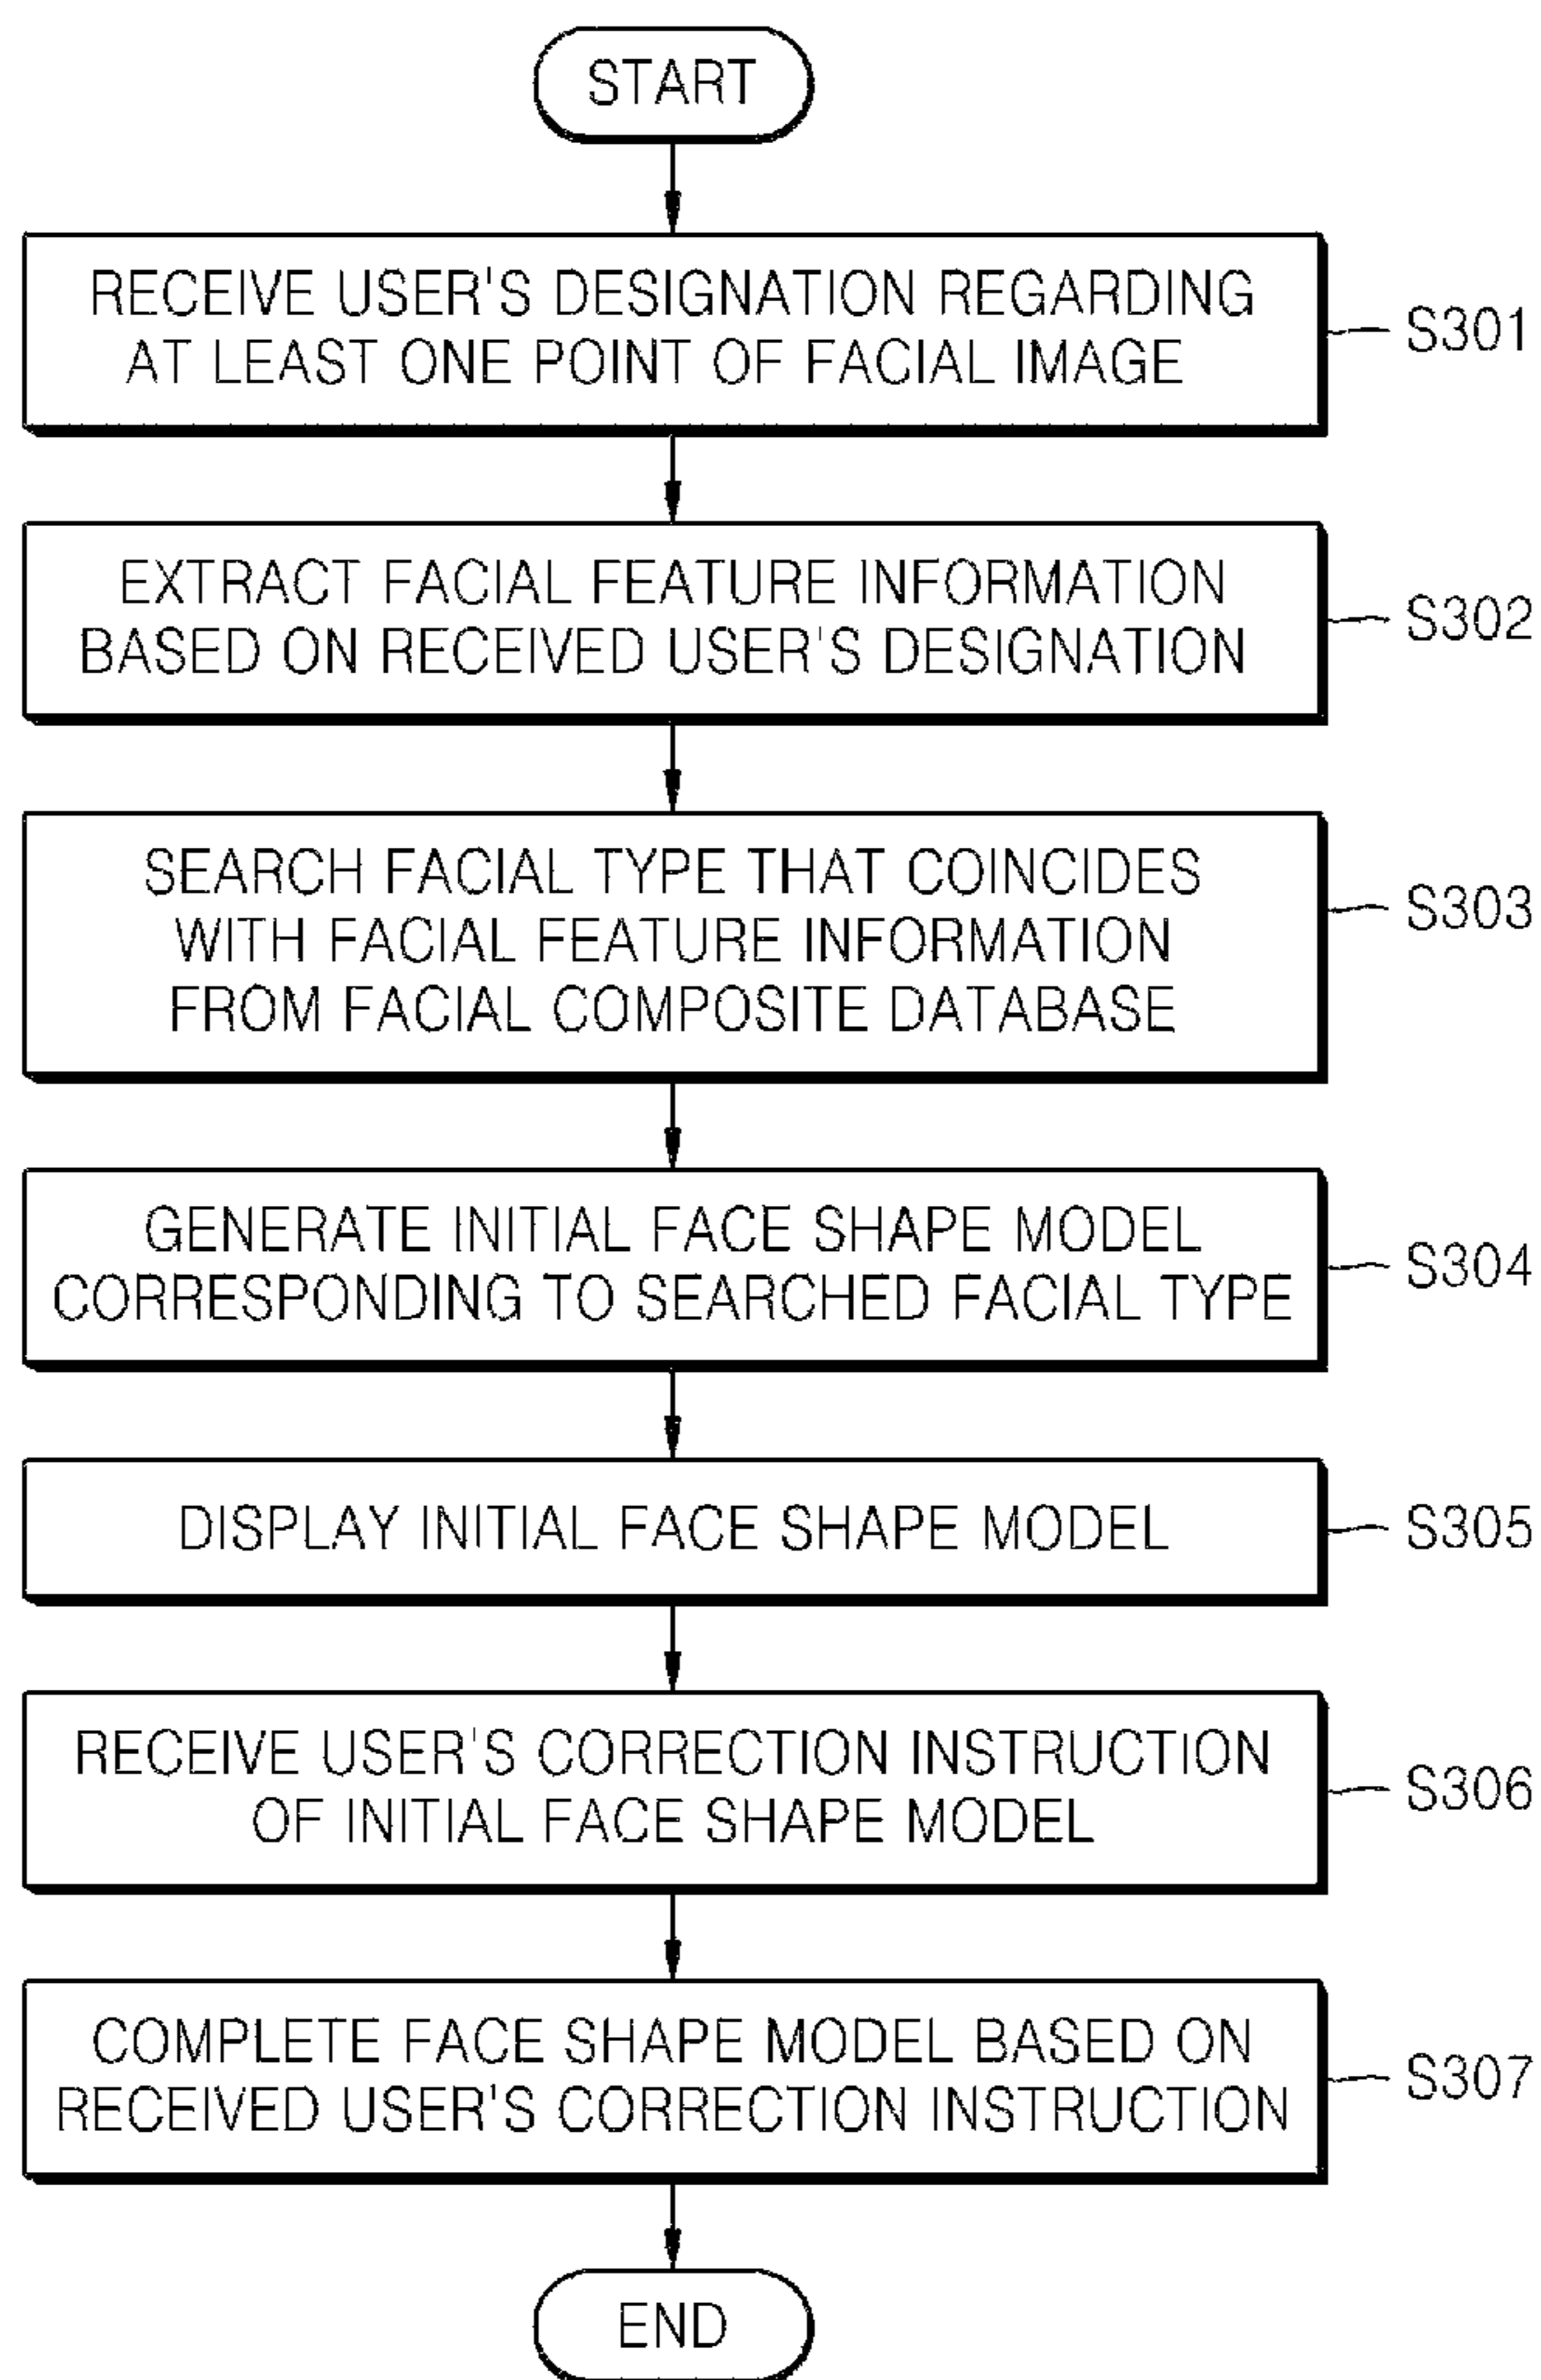 START
RECEIVE USER'S DESIGNATION REGARDING
AT LEAST ONE POINT OF FACIAL IMAGE
S301
EXTRACT FACIAL FEATURE INFORMATION
BASED ON RECEIVED USER'S DESIGNATION
S302
SEARCH FACIAL TYPE THAT COINCIDES
WITH FACIAL FEATURE INFORMATION
FROM FACIAL COMPOSITE DATABASE
S303
GENERATE INITIAL FACE SHAPE MODEL
CORRESPONDING TO SEARCHED FACIAL TYPE
S304
DISPLAY INITIAL FACE SHAPE MODEL
S305
RECEIVE USER'S CORRECTION INSTRUCTION
OF INITIAL FACE SHAPE MODEL
S306
COMPLETE FACE SHAPE MODEL BASED ON
RECEIVED USER'S CORRECTION INSTRUCTION
S307
END